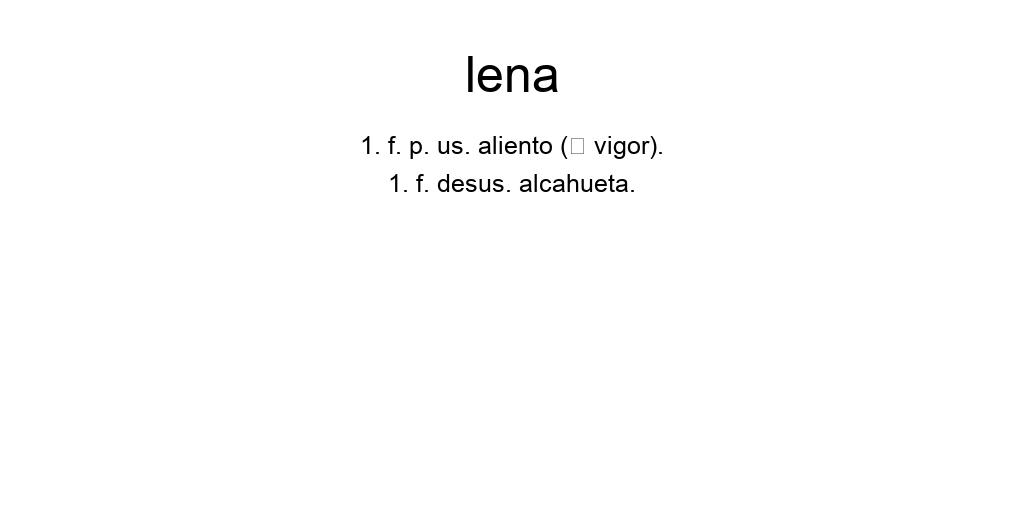 lena
1. f. p. us. aliento (□ vigor).
1. f. desus. alcahueta.